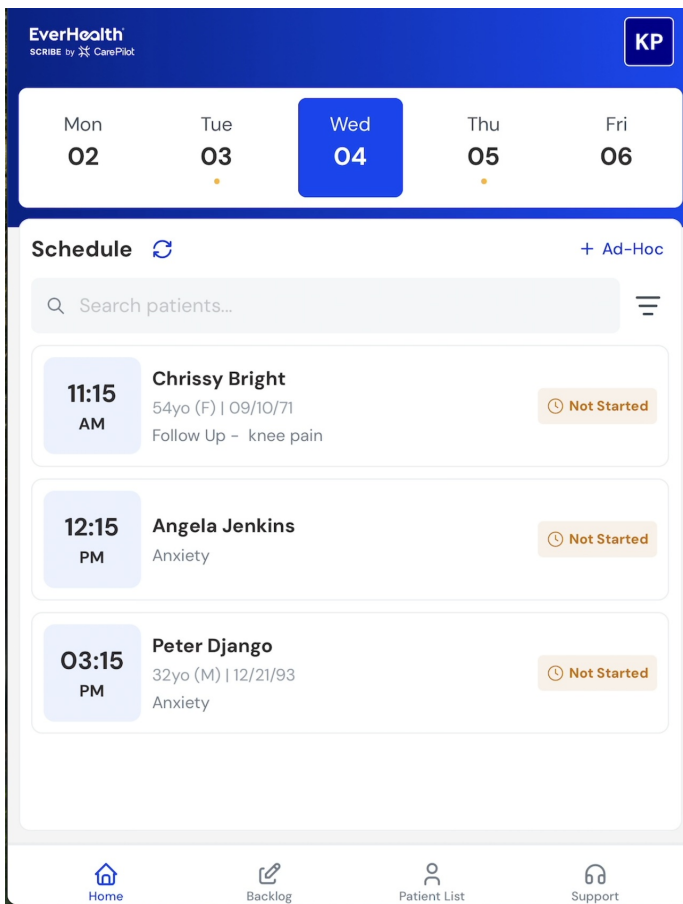 EverHealth
SCRIBE by CarePilot
KP
Mon Tue Wed Thu Fri
02 03 04 05 06
Schedule + Ad-Hoc
Search patients...
11:15 AM
Chrissy Bright
54yo (F) | 09/10/71
Follow Up - knee pain
Not Started
12:15 PM
Angela Jenkins
Anxiety
Not Started
03:15 PM
Peter Django
32yo (M) | 12/21/93
Anxiety
Not Started
Home Backlog Patient List Support